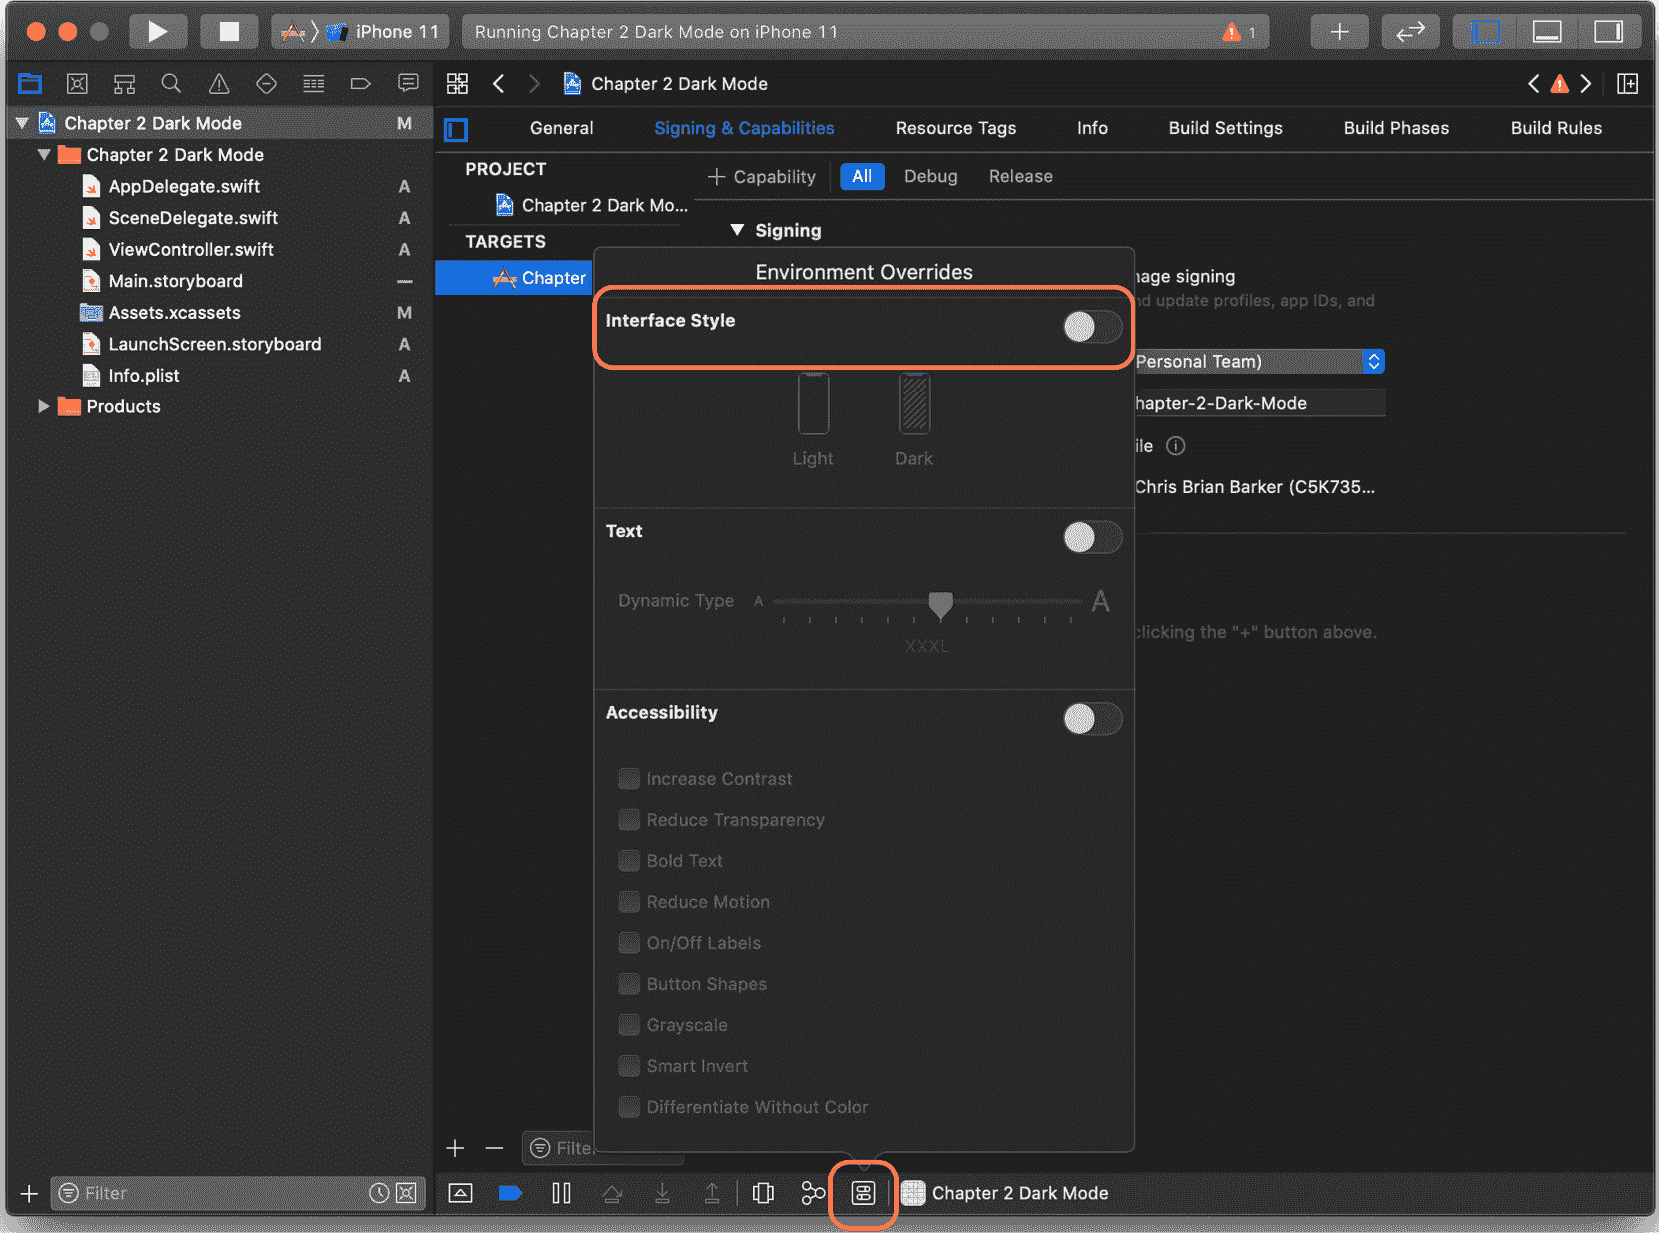 iPhone 11
Running Chapter 2 Dark Mode on iPhone 11
1
Chapter 2 Dark Mode
Chapter 2 Dark Mode M
Chapter 2 Dark Mode
AppDelegate.swift A
SceneDelegate.swift A
ViewController.swift A
Main.storyboard —
Assets.xcassets M
LaunchScreen.storyboard A
Info.plist A
Products
General Signing & Capabilities Resource Tags Info Build Settings Build Phases Build Rules
PROJECT
Chapter 2 Dark Mo...
TARGETS
Chapter
+ Capability All Debug Release
Signing
Environment Overrides
Interface Style
Light Dark
Text
Dynamic Type A A
XXXL
Accessibility
Increase Contrast
Reduce Transparency
Bold Text
Reduce Motion
On/Off Labels
Button Shapes
Grayscale
Smart Invert
Differentiate Without Color
nage signing
nd update profiles, app IDs, and
Personal Team)
hapter-2-Dark-Mode
ile
Chris Brian Barker (C5K735...
clicking the "+" button above.
+ − Filter
+ Filter
Chapter 2 Dark Mode